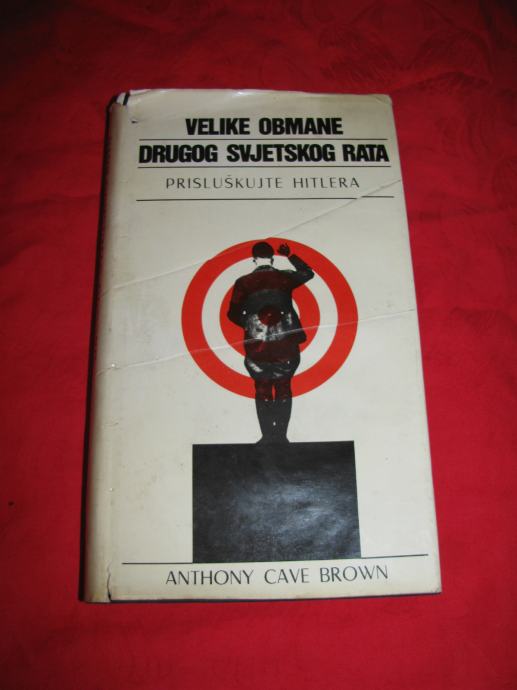 VELIKE OBMANE
DRUGOG SVJETSKOG RATA
PRISLUŠKUJTE HITLERA
ANTHONY CAVE BROWN